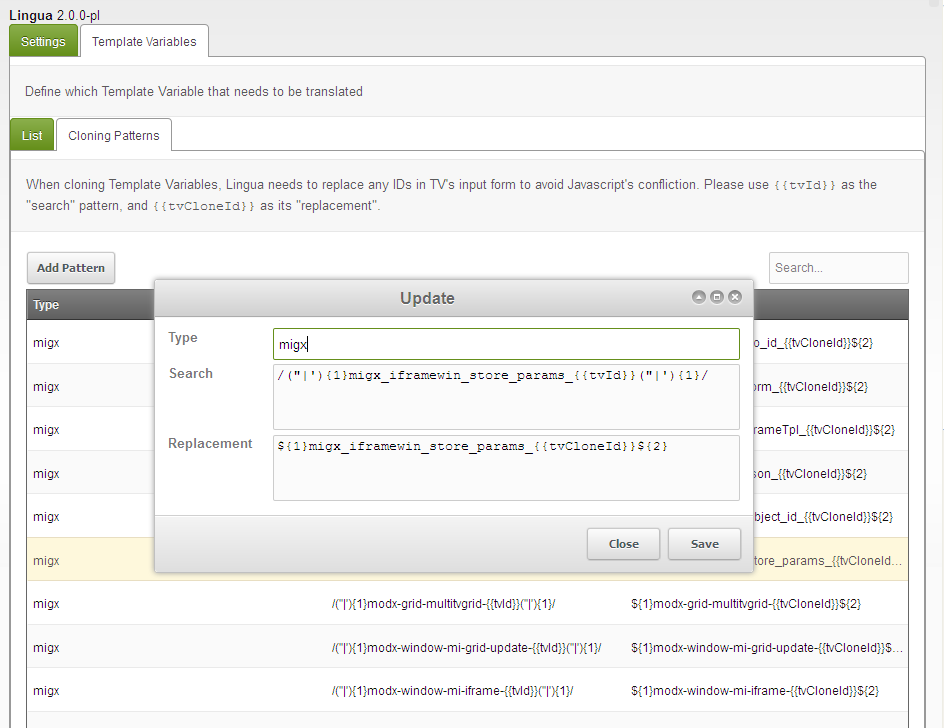 Lingua 2.0.0-pl
Settings Template Variables
Define which Template Variable that needs to be translated
List Cloning Patterns
When cloning Template Variables, Lingua needs to replace any IDs in TV's input form to avoid Javascript's confliction. Please use {{tvId}} as the
"search" pattern, and {{tvCloneId}} as its "replacement".
Add Pattern Search...
Type
Update
Type migx
Search /("|'){1}migx_iframewin_store_params_{{tvId}}("|'){1}/
Replacement ${1}migx_iframewin_store_params_{{tvCloneId}}${2}
Close Save
migx o_id_{{tvCloneId}}${2}
migx orm_{{tvCloneId}}${2}
migx rameTpl_{{tvCloneId}}${2}
migx son_{{tvCloneId}}${2}
migx bject_id_{{tvCloneId}}${2}
migx tore_params_{{tvCloneId...
migx /("|'){1}modx-grid-multitvgrid-{{tvId}}("|'){1}/ ${1}modx-grid-multitvgrid-{{tvCloneId}}${2}
migx /("|'){1}modx-window-mi-grid-update-{{tvId}}("|'){1}/ ${1}modx-window-mi-grid-update-{{tvCloneId}}$...
migx /("|'){1}modx-window-mi-iframe-{{tvId}}("|'){1}/ ${1}modx-window-mi-iframe-{{tvCloneId}}${2}